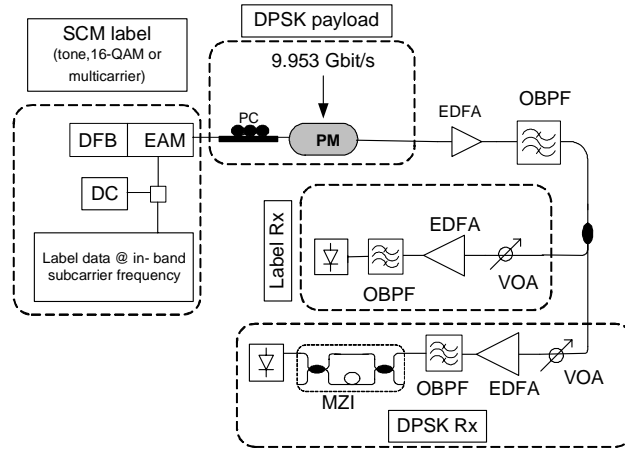 SCM label
(tone,16-QAM or
multicarrier)
DPSK payload
9.953 Gbit/s
PC
PM
EDFA
OBPF
DFB
EAM
DC
Label data @ in- band
subcarrier frequency
Label Rx
EDFA
OBPF
VOA
MZI
OBPF
EDFA
VOA
DPSK Rx